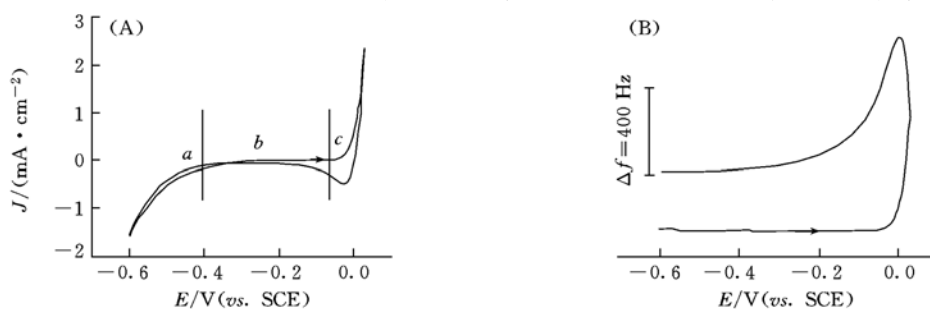 (A)
3
2
1
0
−1
−2
J/(mA • cm⁻²)
a
b
c
−0.6
−0.4
−0.2
0.0
E/V(vs. SCE)
(B)
Δf=400 Hz
−0.6
−0.4
−0.2
0.0
E/V(vs. SCE)